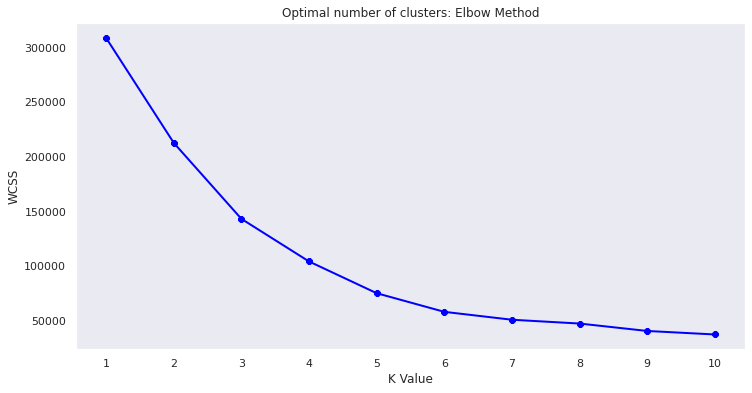 Optimal number of clusters: Elbow Method
300000
250000
200000
150000
100000
50000
WCSS
1 2 3 4 5 6 7 8 9 10
K Value